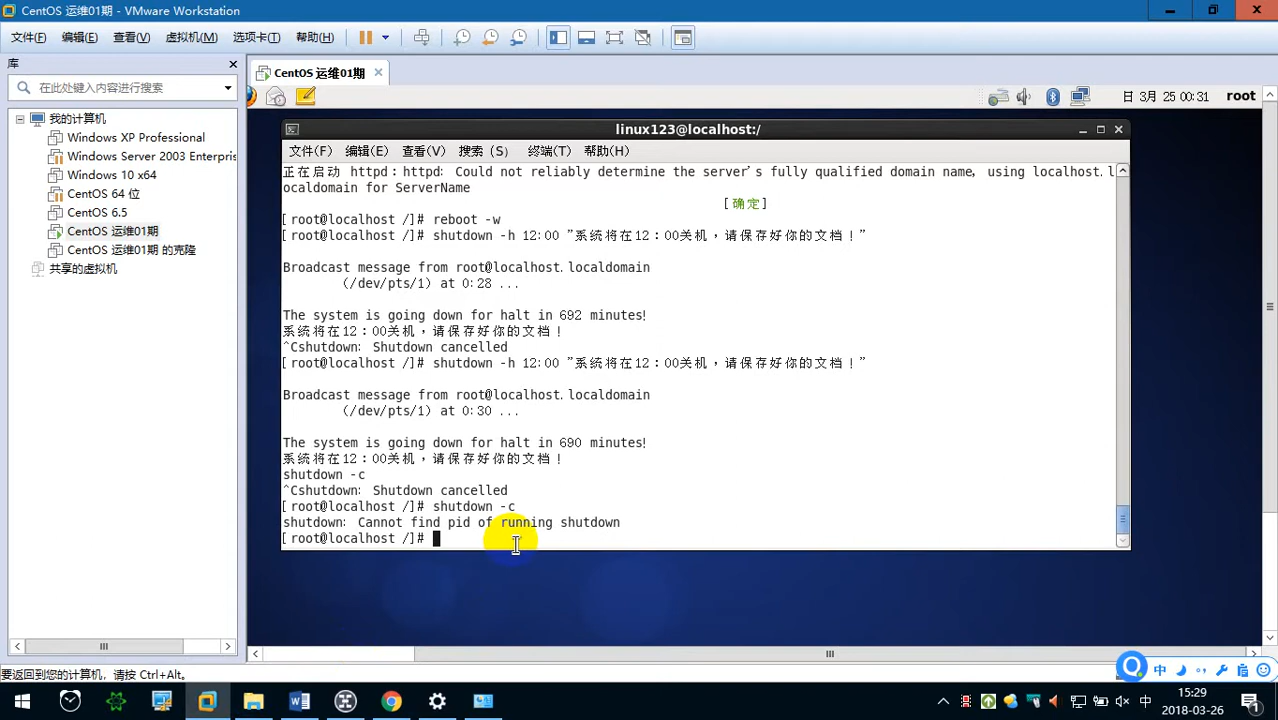 CentOS 运维01期 - VMware Workstation
文件(F) 编辑(E) 查看(V) 虚拟机(M) 选项卡(T) 帮助(H)
库
在此处键入内容进行搜索
我的计算机
Windows XP Professional
Windows Server 2003 Enterpris
Windows 10 x64
CentOS 64 位
CentOS 6.5
CentOS 运维01期
CentOS 运维01期 的克隆
共享的虚拟机
CentOS 运维01期
日 3月 25 00:31 root
linux123@localhost:/
文件(F) 编辑(E) 查看(V) 搜索 (S) 终端(T) 帮助(H)
正在启动 httpd：httpd: Could not reliably determine the server's fully qualified domain name, using localhost.l
ocaldomain for ServerName
[确定]
[root@localhost /]# reboot -w
[root@localhost /]# shutdown -h 12:00 "系统将在12：00关机，请保存好你的文档！"
Broadcast message from root@localhost.localdomain
(/dev/pts/1) at 0:28 ...
The system is going down for halt in 692 minutes!
系统将在12：00关机，请保存好你的文档！
^Cshutdown: Shutdown cancelled
[root@localhost /]# shutdown -h 12:00 "系统将在12：00关机，请保存好你的文档！"
Broadcast message from root@localhost.localdomain
(/dev/pts/1) at 0:30 ...
The system is going down for halt in 690 minutes!
系统将在12：00关机，请保存好你的文档！
shutdown -c
^Cshutdown: Shutdown cancelled
[root@localhost /]# shutdown -c
shutdown: Cannot find pid of running shutdown
[root@localhost /]#
要返回到您的计算机，请按 Ctrl+Alt。
中
中
15:29
2018-03-26
1